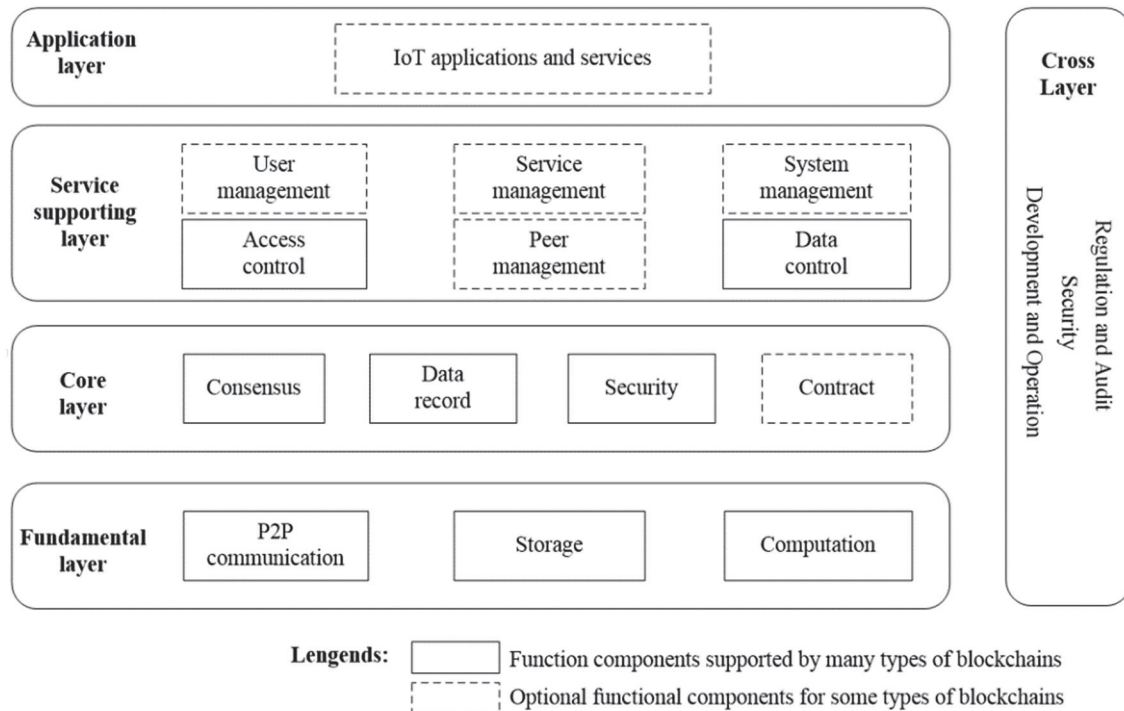 Application
layer
IoT applications and services
Service
supporting
layer
User
management
Service
management
System
management
Access
control
Peer
management
Data
control
Core
layer
Consensus
Data
record
Security
Contract
Fundamental
layer
P2P
communication
Storage
Computation
Cross
Layer
Regulation and Audit
Security
Development and Operation
Lengends:
Function components supported by many types of blockchains
Optional functional components for some types of blockchains